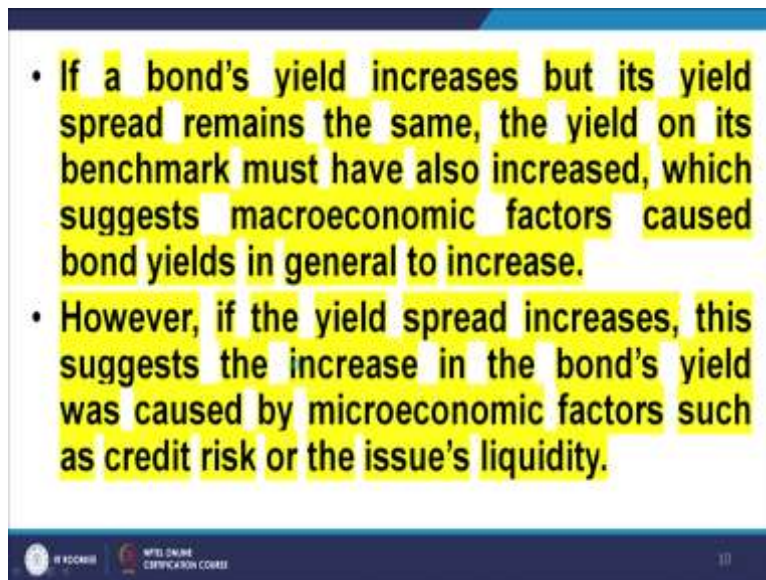 • If a bond's yield increases but its yield
spread remains the same, the yield on its
benchmark must have also increased, which
suggests macroeconomic factors caused
bond yields in general to increase.
• However, if the yield spread increases, this
suggests the increase in the bond's yield
was caused by microeconomic factors such
as credit risk or the issue's liquidity.
IIT ROORKEE
NPTEL ONLINE
CERTIFICATION COURSE
10